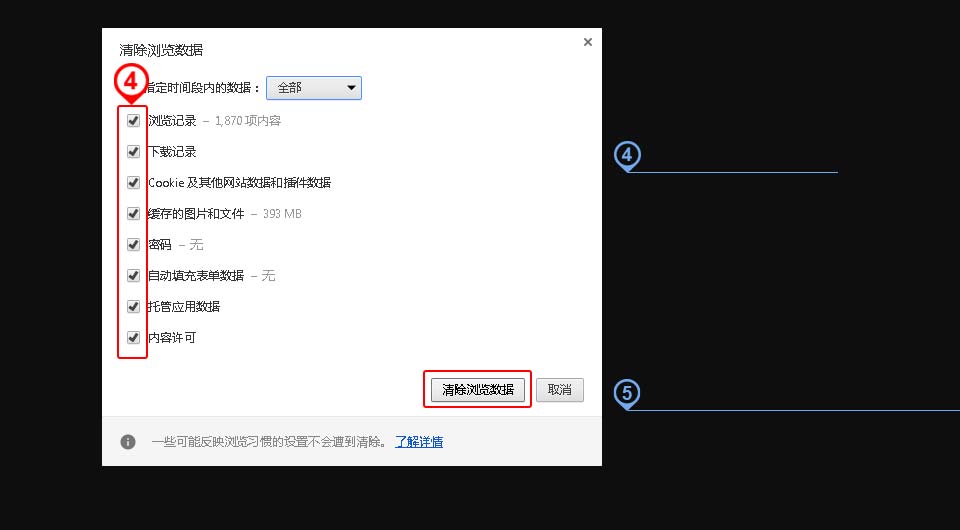 清除浏览数据
④指定时间段内的数据： 全部
浏览记录 – 1,870 项内容
下载记录
④
Cookie 及其他网站数据和插件数据
缓存的图片和文件 – 393 MB
密码 – 无
自动填充表单数据 – 无
托管应用数据
内容许可
清除浏览数据 取消
⑤
一些可能反映浏览习惯的设置不会遭到清除。 了解详情